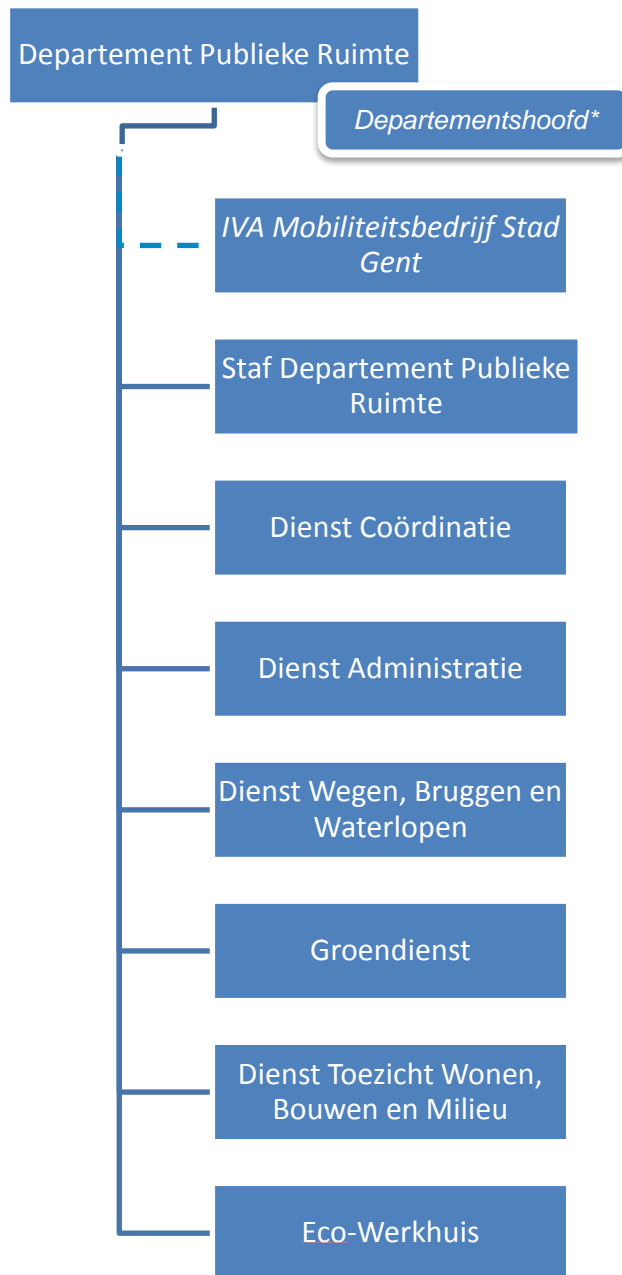 Departement Publieke Ruimte
Departementshoofd*
IVA Mobiliteitsbedrijf Stad
Gent
Staf Departement Publieke
Ruimte
Dienst Coördinatie
Dienst Administratie
Dienst Wegen, Bruggen en
Waterlopen
Groendienst
Dienst Toezicht Wonen,
Bouwen en Milieu
Eco-Werkhuis